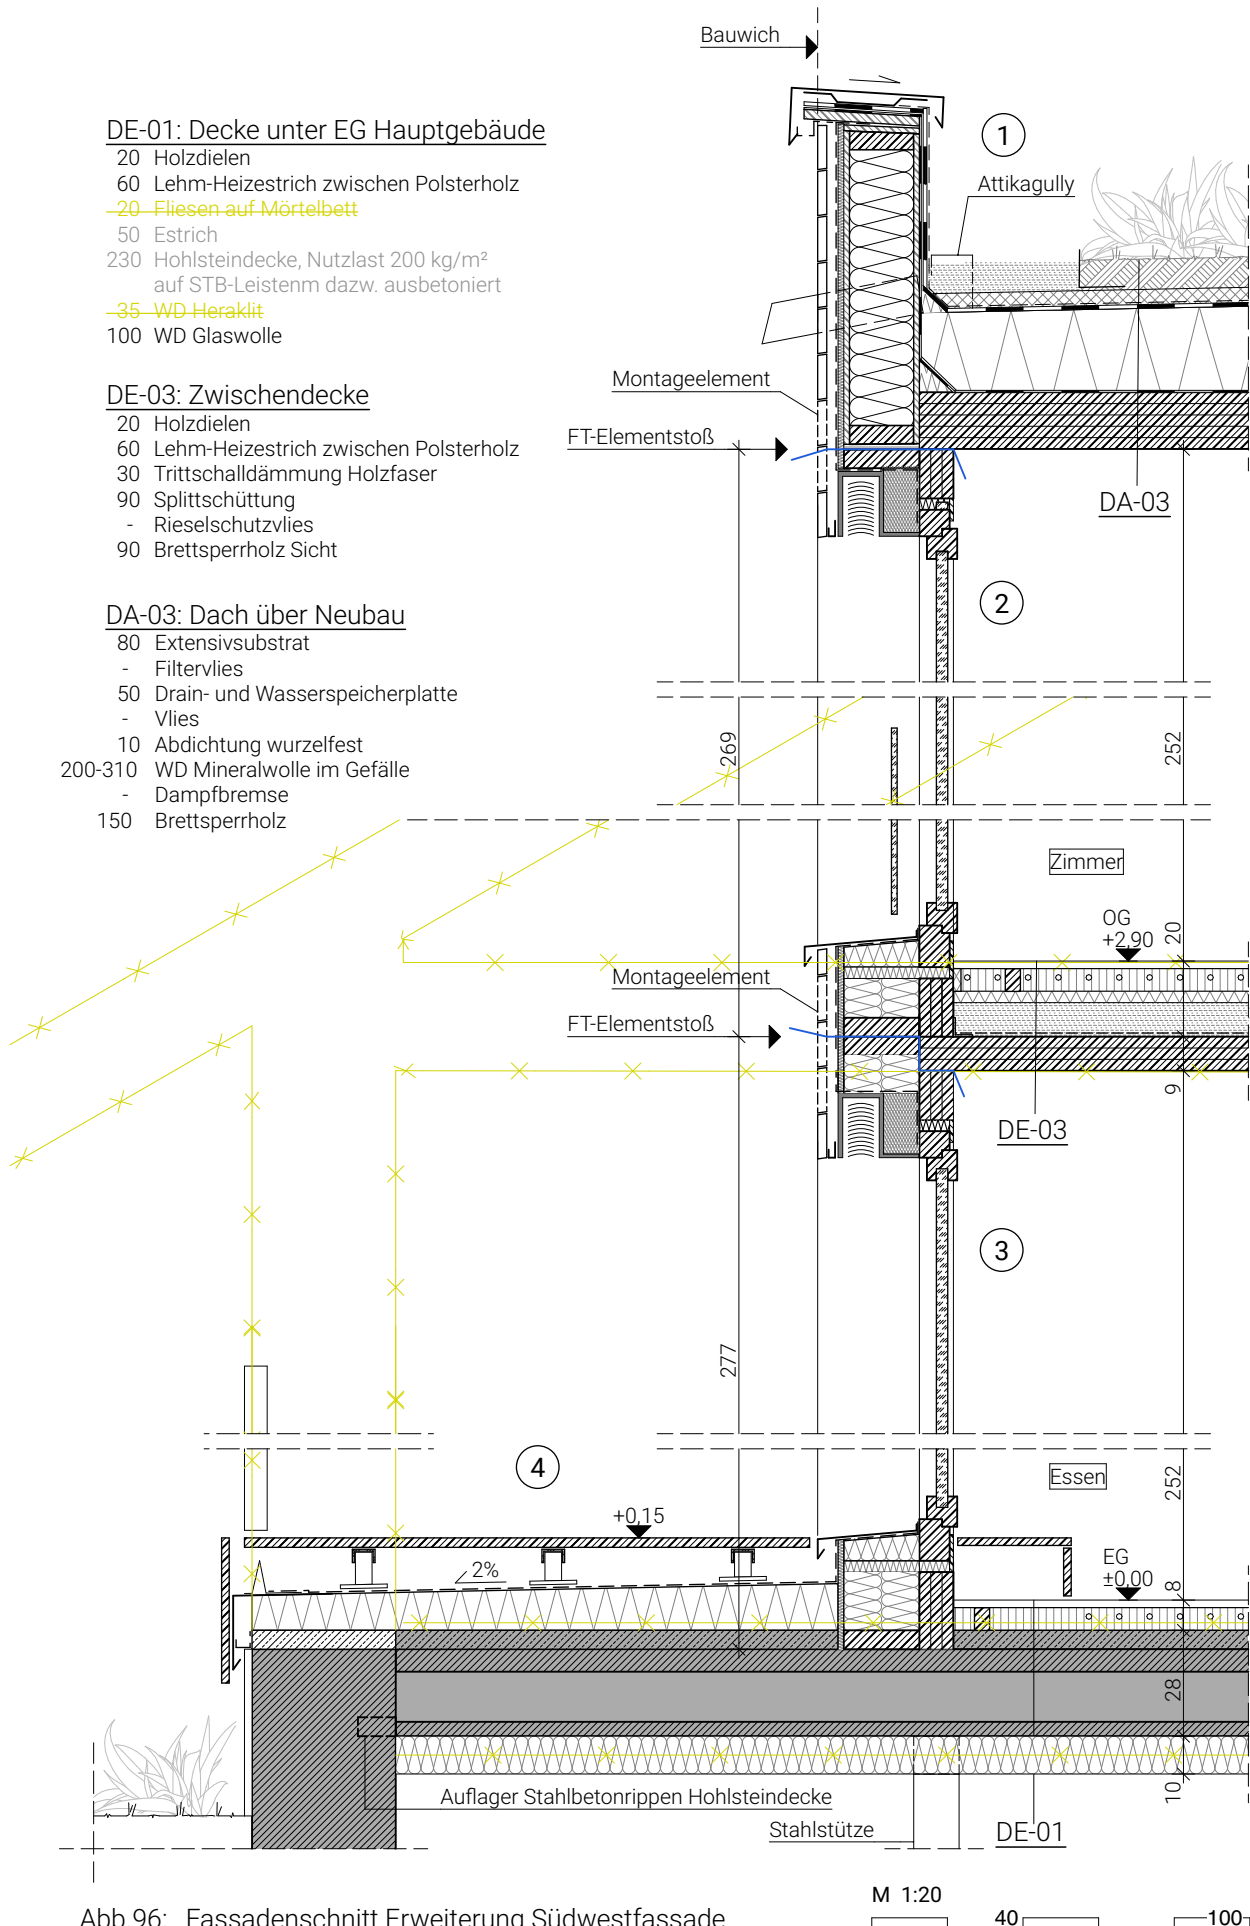 Bauwich
DE-01: Decke unter EG Hauptgebäude
20 Holzdielen
60 Lehm-Heizestrich zwischen Polsterholz
20 Fliesen auf Mörtelbett
50 Estrich
230 Hohlsteindecke, Nutzlast 200 kg/m²
auf STB-Leistenm dazw. ausbetoniert
35 WD Heraklit
100 WD Glaswolle
1
Attikagully
DE-03: Zwischendecke
20 Holzdielen
60 Lehm-Heizestrich zwischen Polsterholz
30 Trittschalldämmung Holzfaser
90 Splittschüttung
- Rieselschutzvlies
90 Brettsperrholz Sicht
Montageelement
FT-Elementstoß
DA-03
2
DA-03: Dach über Neubau
80 Extensivsubstrat
- Filtervlies
50 Drain- und Wasserspeicherplatte
- Vlies
10 Abdichtung wurzelfest
200-310 WD Mineralwolle im Gefälle
- Dampfbremse
150 Brettsperrholz
269
252
Zimmer
OG
+2,90
20
Montageelement
FT-Elementstoß
9
DE-03
3
277
4
Essen
252
+0,15
2%
EG
±0,00
8
28
10
Auflager Stahlbetonrippen Hohlsteindecke
Stahlstütze
DE-01
M 1:20
40
100
Abb 96: Fassadenschnitt Erweiterung Südwestfassade